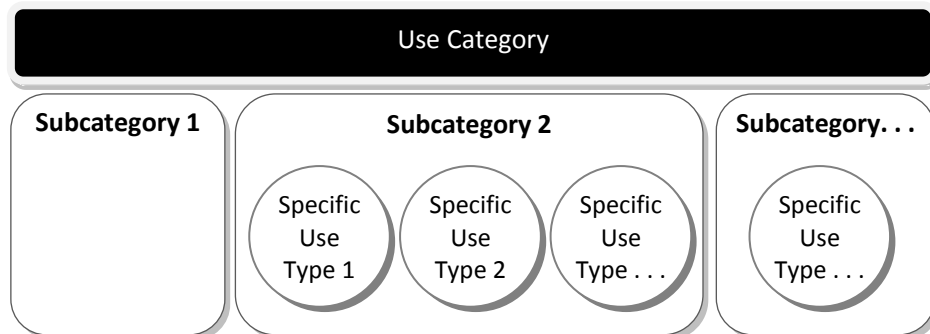 Use Category
Subcategory 1
Subcategory 2
Subcategory. . .
Specific
Use
Type 1
Specific
Use
Type 2
Specific
Use
Type . . .
Specific
Use
Type . . .